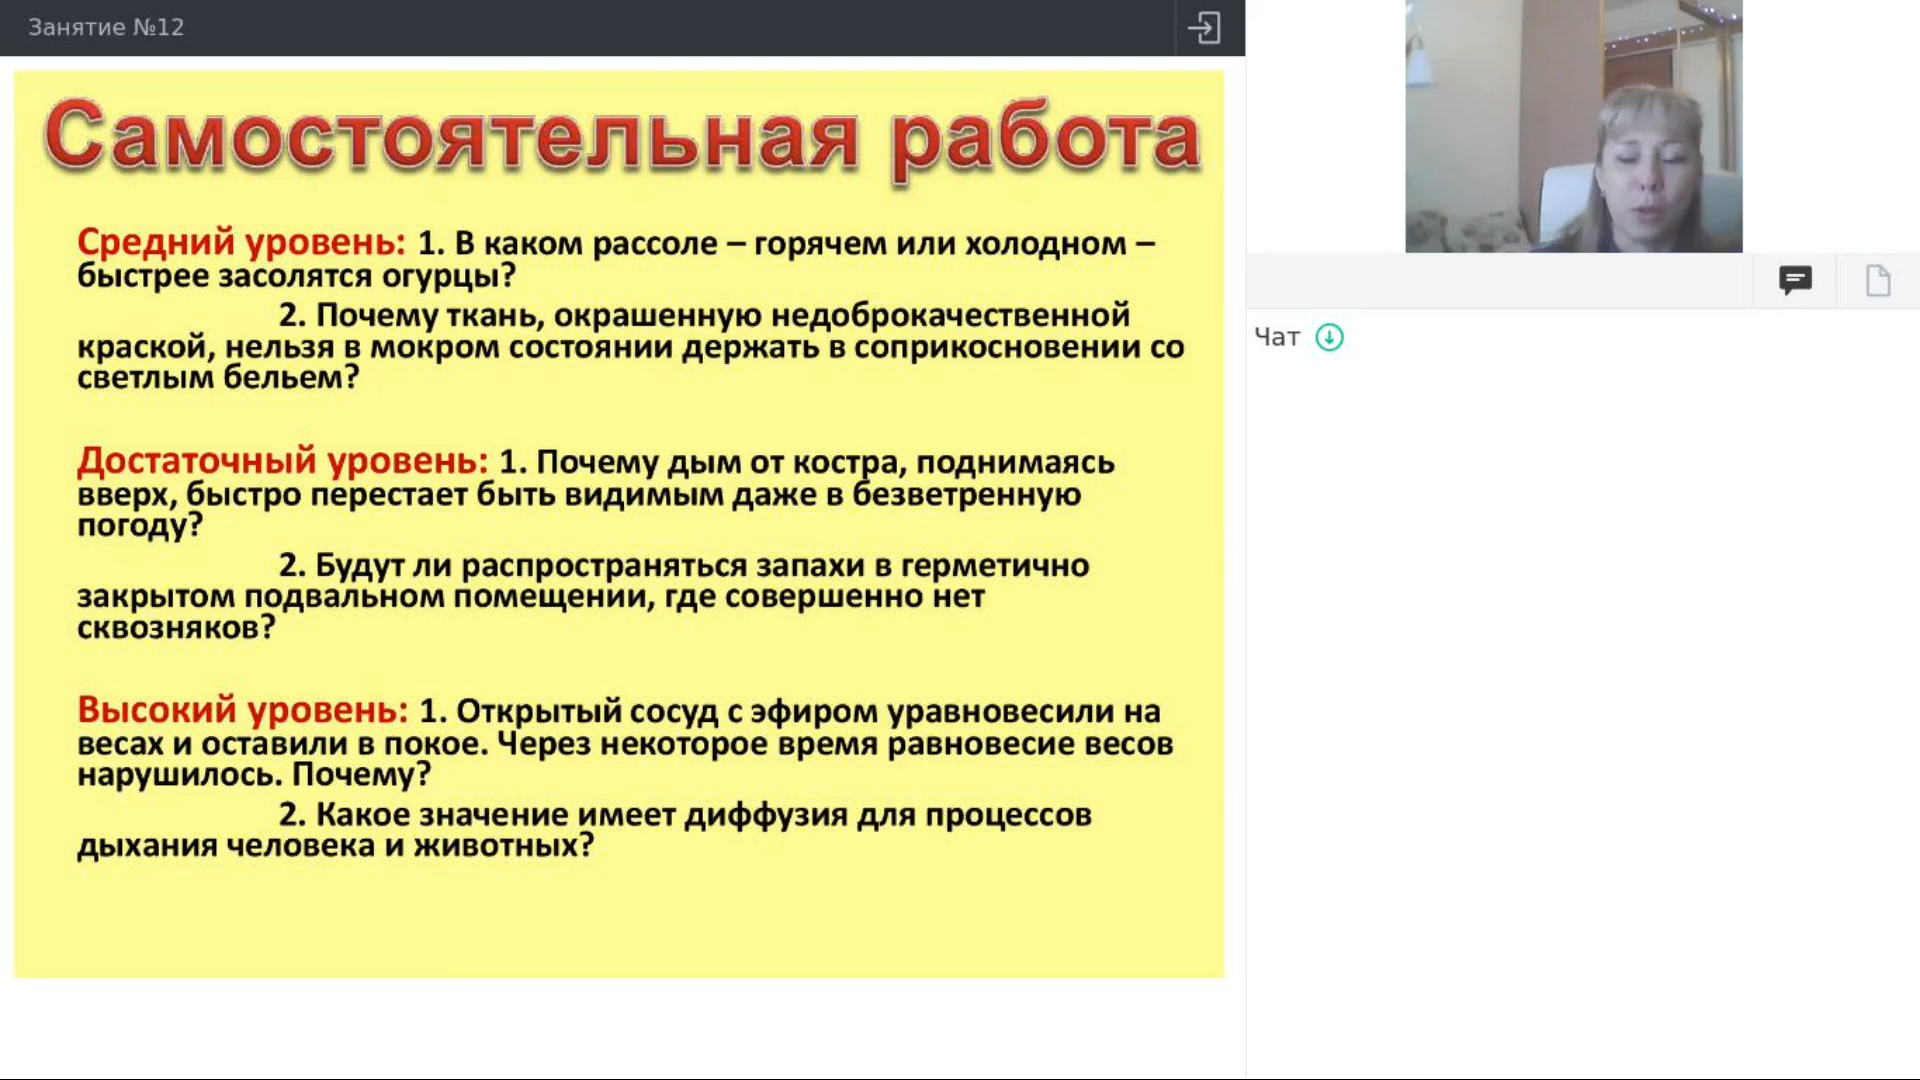 Занятие №12
Самостоятельная работа
Средний уровень: 1. В каком рассоле – горячем или холодном –
быстрее засолятся огурцы?
2. Почему ткань, окрашенную недоброкачественной
краской, нельзя в мокром состоянии держать в соприкосновении со
светлым бельем?
Достаточный уровень: 1. Почему дым от костра, поднимаясь
вверх, быстро перестает быть видимым даже в безветренную
погоду?
2. Будут ли распространяться запахи в герметично
закрытом подвальном помещении, где совершенно нет
сквозняков?
Высокий уровень: 1. Открытый сосуд с эфиром уравновесили на
весах и оставили в покое. Через некоторое время равновесие весов
нарушилось. Почему?
2. Какое значение имеет диффузия для процессов
дыхания человека и животных?
Чат